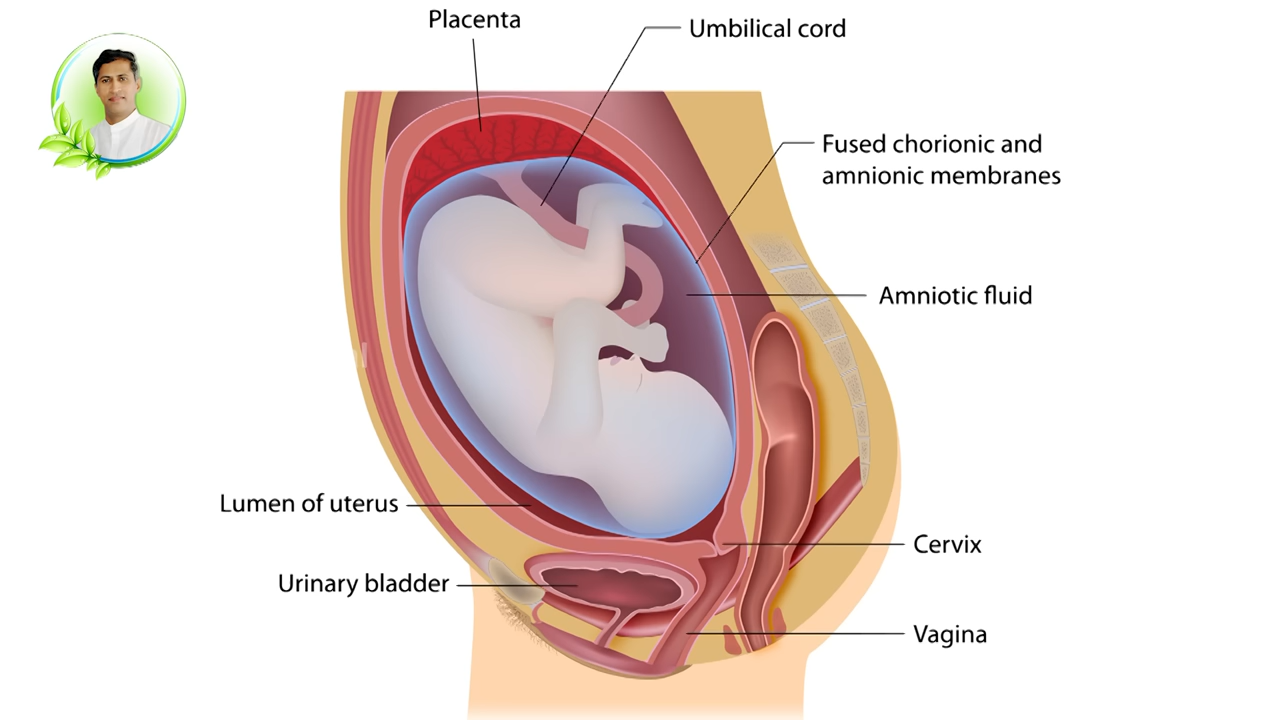 Placenta
Umbilical cord
Fused chorionic and
amnionic membranes
Amniotic fluid
Lumen of uterus
Cervix
Urinary bladder
Vagina